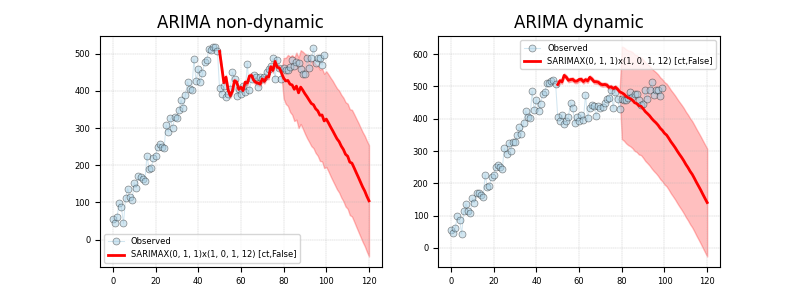 ARIMA non-dynamic
500
400
300
200
100
0
Observed
SARIMAX(0, 1, 1)x(1, 0, 1, 12) [ct,False]
0 20 40 60 80 100 120
ARIMA dynamic
600
500
400
300
200
100
0
Observed
SARIMAX(0, 1, 1)x(1, 0, 1, 12) [ct,False]
0 20 40 60 80 100 120